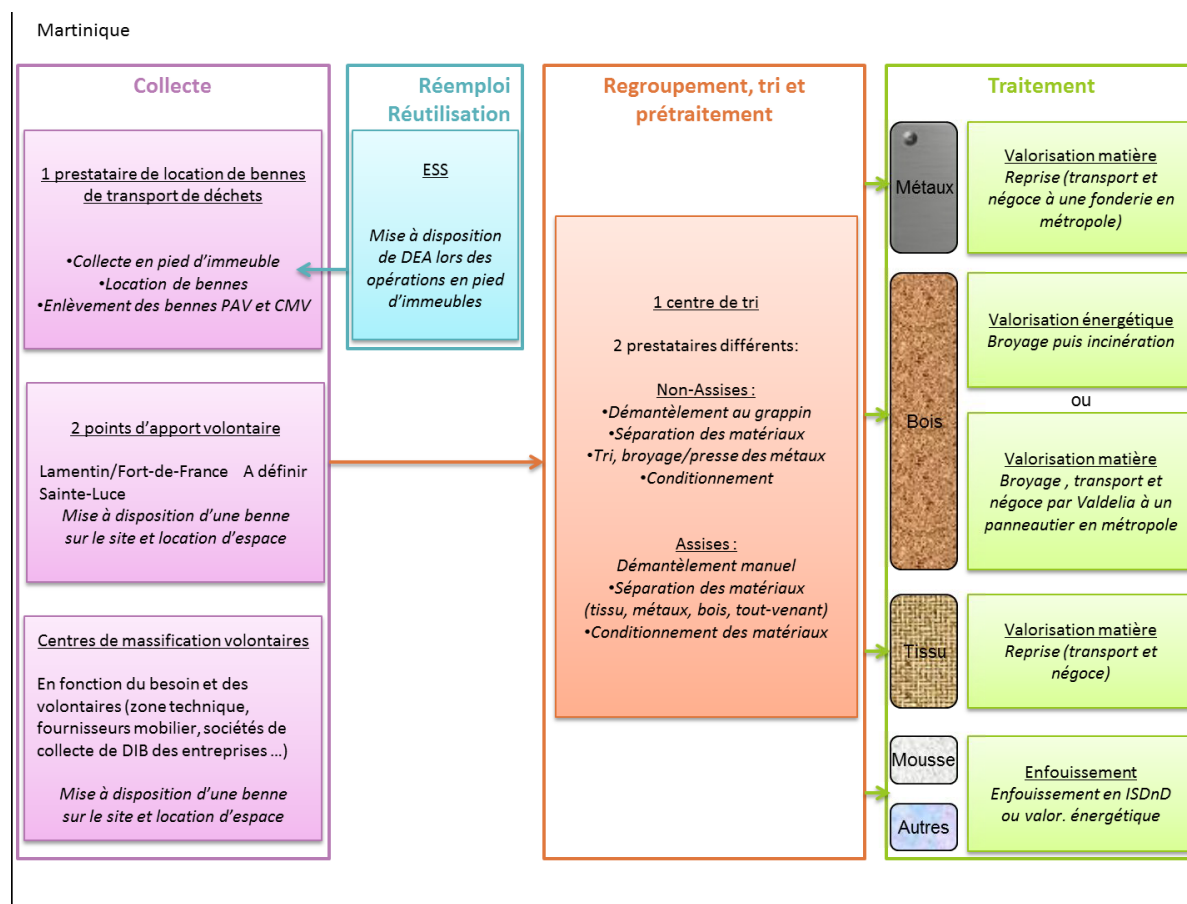 Martinique
Collecte
1 prestataire de location de bennes
de transport de déchets
•Collecte en pied d'immeuble
•Location de bennes
•Enlèvement des bennes PAV et CMV
2 points d'apport volontaire
Lamentin/Fort-de-France A définir
Sainte-Luce
Mise à disposition d'une benne
sur le site et location d'espace
Centres de massification volontaires
En fonction du besoin et des
volontaires (zone technique,
fournisseurs mobilier, sociétés de
collecte de DIB des entreprises …)
Mise à disposition d'une benne
sur le site et location d'espace
Réemploi
Réutilisation
ESS
Mise à disposition
de DEA lors des
opérations en pied
d'immeubles
Regroupement, tri et
prétraitement
1 centre de tri
2 prestataires différents:
Non-Assises :
•Démantèlement au grappin
•Séparation des matériaux
•Tri, broyage/presse des métaux
•Conditionnement
Assises :
Démantèlement manuel
•Séparation des matériaux
(tissu, métaux, bois, tout-venant)
•Conditionnement des matériaux
Traitement
Métaux
Valorisation matière
Reprise (transport et
négoce à une fonderie en
métropole)
Bois
Valorisation énergétique
Broyage puis incinération
ou
Valorisation matière
Broyage , transport et
négoce par Valdelia à un
panneautier en métropole
Tissu
Valorisation matière
Reprise (transport et
négoce)
Mousse
Autres
Enfouissement
Enfouissement en ISDnD
ou valor. énergétique